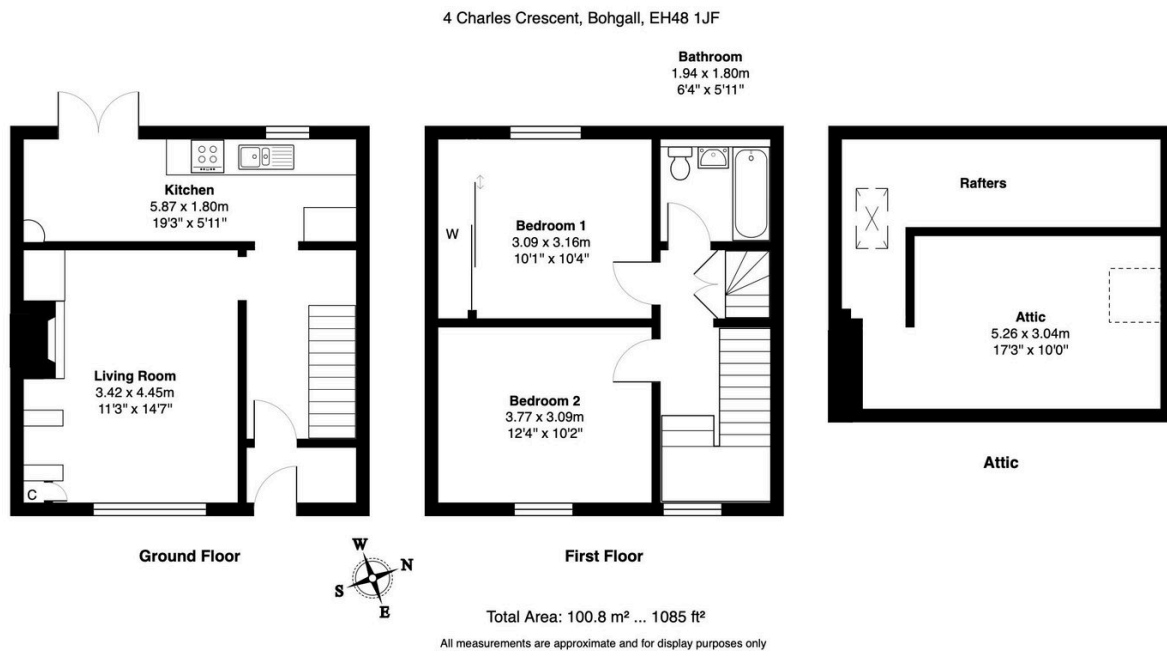 4 Charles Crescent, Bohgall, EH48 1JF
Bathroom
1.94 x 1.80m
6'4" x 5'11"
Kitchen
5.87 x 1.80m
19'3" x 5'11"
Living Room
3.42 x 4.45m
11'3" x 14'7"
C
Ground Floor
W
Bedroom 1
3.09 x 3.16m
10'1" x 10'4"
Bedroom 2
3.77 x 3.09m
12'4" x 10'2"
First Floor
Rafters
Attic
5.26 x 3.04m
17'3" x 10'0"
Attic
W
N
S
E
Total Area: 100.8 m² ... 1085 ft²
All measurements are approximate and for display purposes only